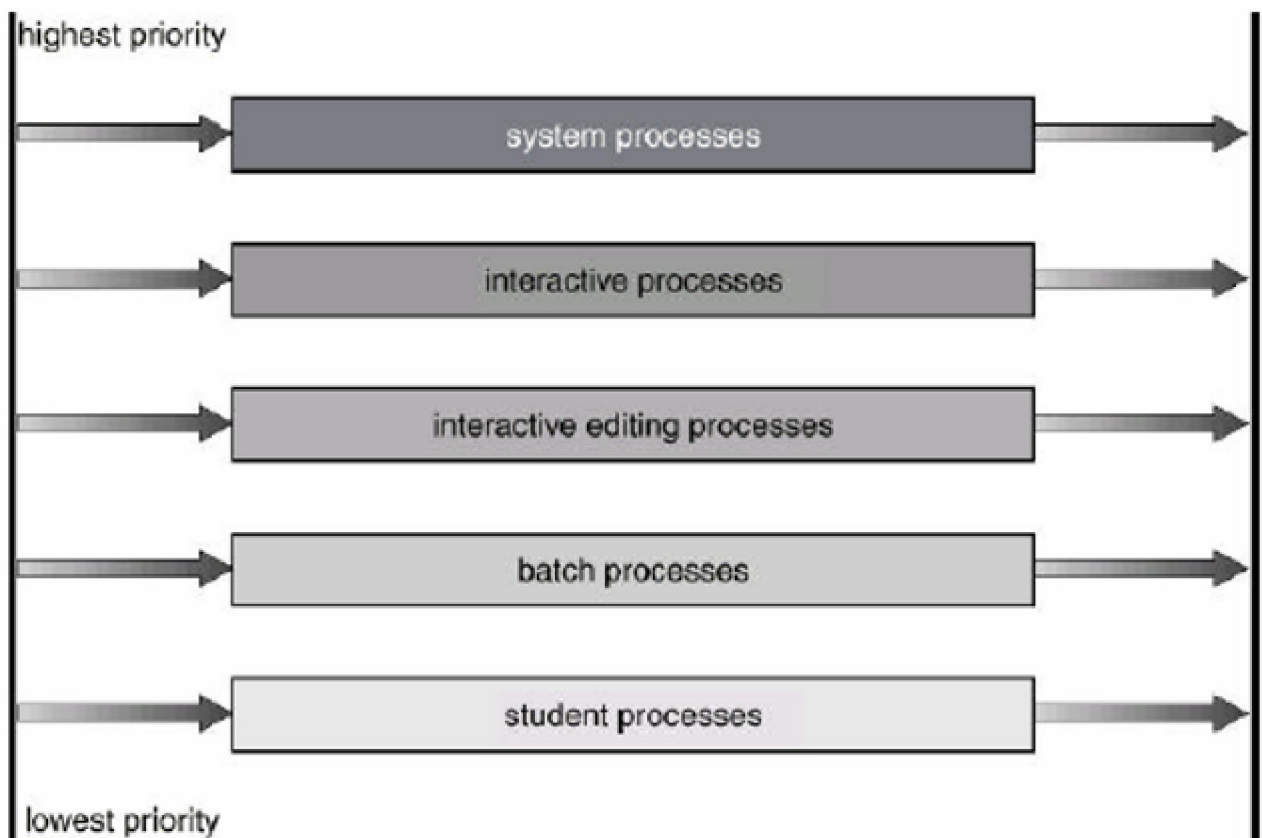 highest priority
system processes
interactive processes
interactive editing processes
batch processes
student processes
lowest priority